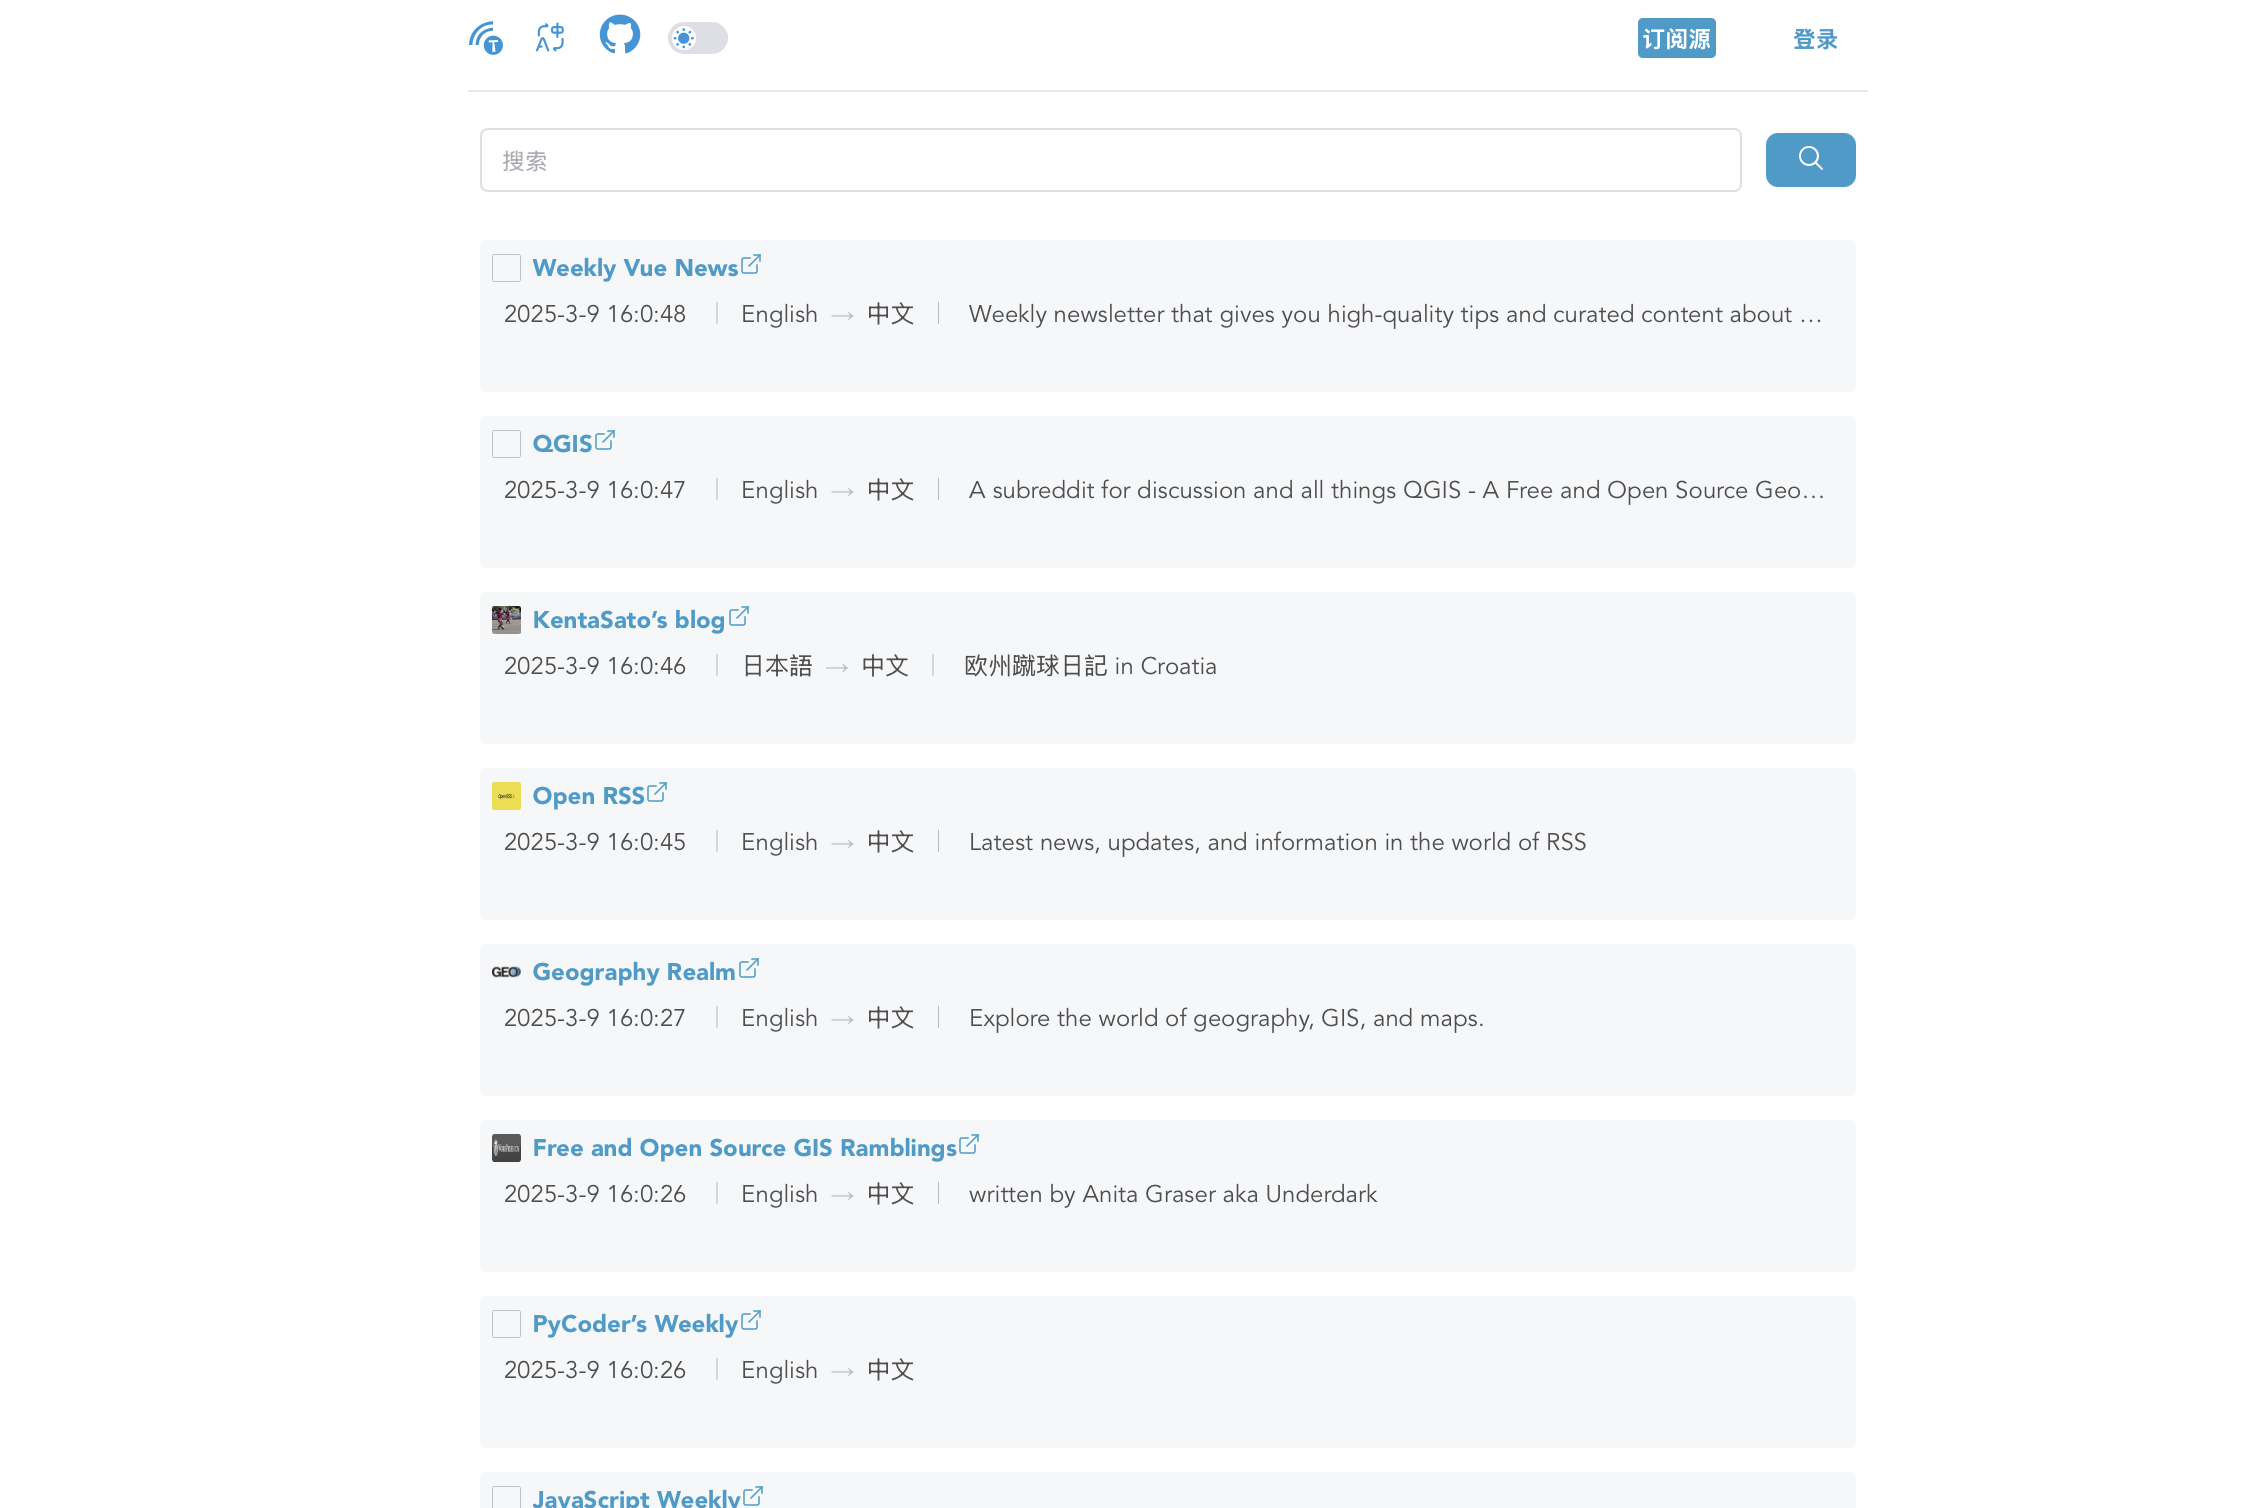 订阅源
登录
搜索
Weekly Vue News
2025-3-9 16:0:48 English → 中文 Weekly newsletter that gives you high-quality tips and curated content about …
QGIS
2025-3-9 16:0:47 English → 中文 A subreddit for discussion and all things QGIS - A Free and Open Source Geo…
KentaSato’s blog
2025-3-9 16:0:46 日本語 → 中文 欧州蹴球日記 in Croatia
Open RSS
2025-3-9 16:0:45 English → 中文 Latest news, updates, and information in the world of RSS
GEO Geography Realm
2025-3-9 16:0:27 English → 中文 Explore the world of geography, GIS, and maps.
Free and Open Source GIS Ramblings
2025-3-9 16:0:26 English → 中文 written by Anita Graser aka Underdark
PyCoder’s Weekly
2025-3-9 16:0:26 English → 中文
JavaScript Weekly